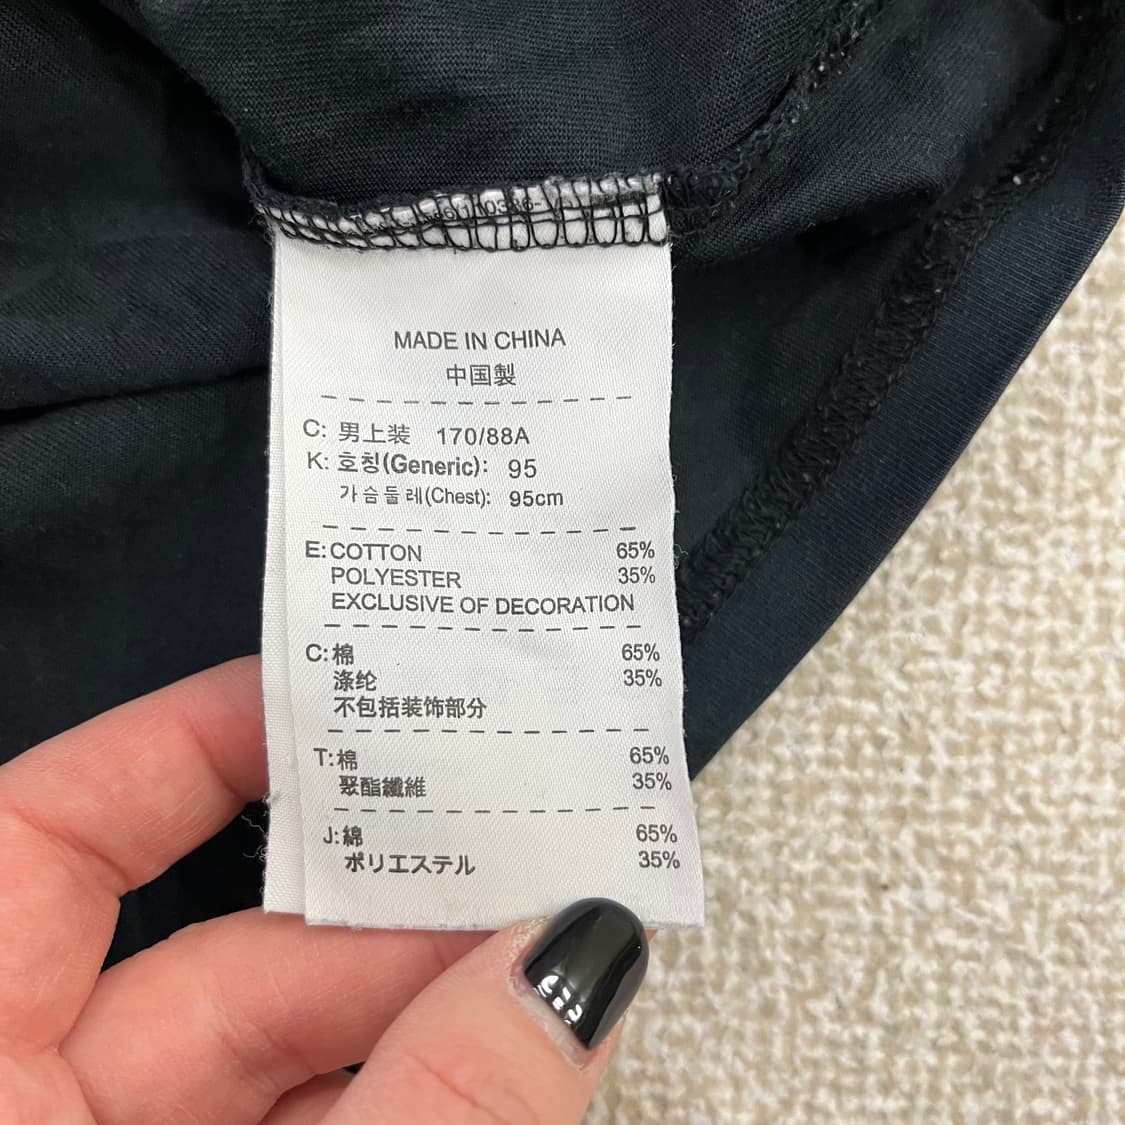 MADE IN CHINA
中国製
C: 男上装 170/88A
K: 호칭(Generic): 95
가슴둘레(Chest): 95cm
E: COTTON 65%
POLYESTER 35%
EXCLUSIVE OF DECORATION
C: 棉 65%
涤纶 35%
不包括装饰部分
T: 棉 65%
聚酯纖維 35%
J: 綿 65%
ポリエステル 35%